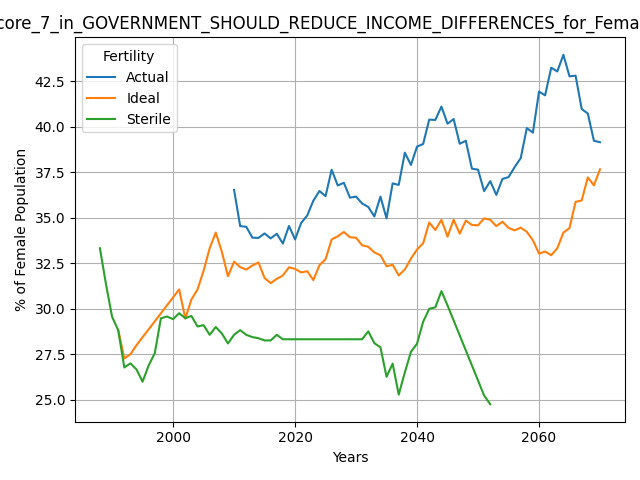 core_7_in_GOVERNMENT_SHOULD_REDUCE_INCOME_DIFFERENCES_for_Fema
Fertility
Actual
Ideal
Sterile
% of Female Population
42.5
40.0
37.5
35.0
32.5
30.0
27.5
25.0
2000
2020
2040
2060
Years